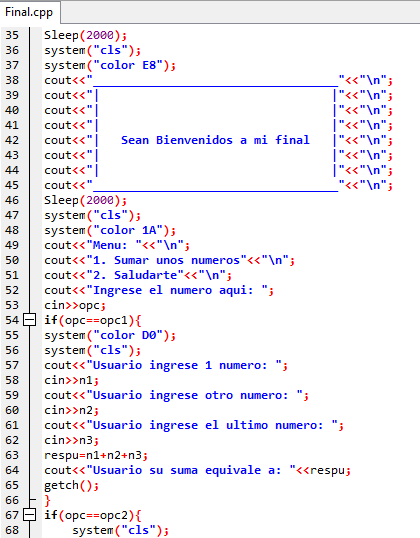 Final.cpp
35 Sleep(2000);
36 system("cls");
37 system("color E8");
38 cout<<"_____________________________________"<<"\n";
39 cout<<"|                                   |"<<"\n";
40 cout<<"|                                   |"<<"\n";
41 cout<<"|                                   |"<<"\n";
42 cout<<"|   Sean Bienvenidos a mi final   |"<<"\n";
43 cout<<"|                                   |"<<"\n";
44 cout<<"|                                   |"<<"\n";
45 cout<<"_____________________________________"<<"\n";
46 Sleep(2000);
47 system("cls");
48 system("color 1A");
49 cout<<"Menu: "<<"\n";
50 cout<<"1. Sumar unos numeros"<<"\n";
51 cout<<"2. Saludarte"<<"\n";
52 cout<<"Ingrese el numero aqui: ";
53 cin>>opc;
54 if(opc==opc1){
55 system("color D0");
56 system("cls");
57 cout<<"Usuario ingrese 1 numero: ";
58 cin>>n1;
59 cout<<"Usuario ingrese otro numero: ";
60 cin>>n2;
61 cout<<"Usuario ingrese el ultimo numero: ";
62 cin>>n3;
63 respu=n1+n2+n3;
64 cout<<"Usuario su suma equivale a: "<<respu;
65 getch();
66 }
67 if(opc==opc2){
68     system("cls");